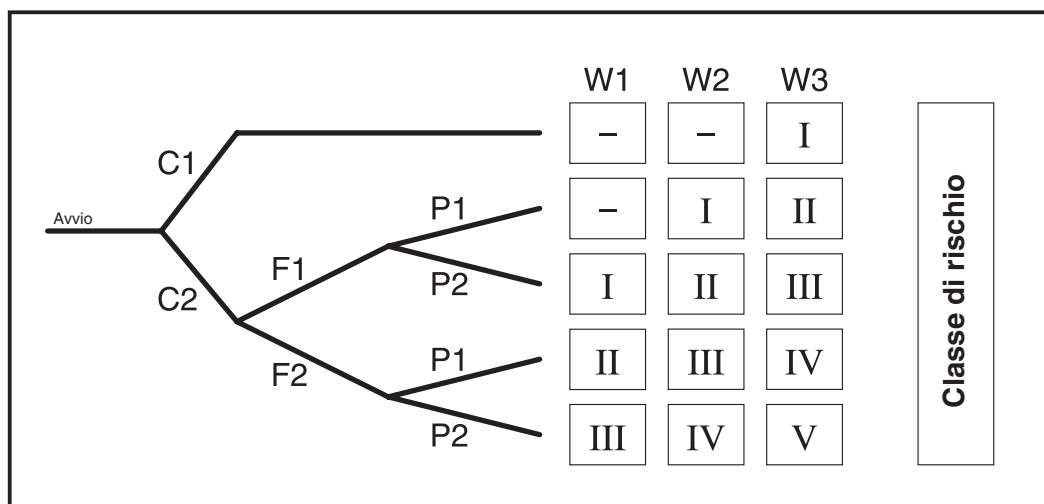 W1 W2 W3
C1 – – I
Avvio
P1 – I II
F1
P2 I II III
C2
P1 II III IV
F2
P2 III IV V
Classe di rischio